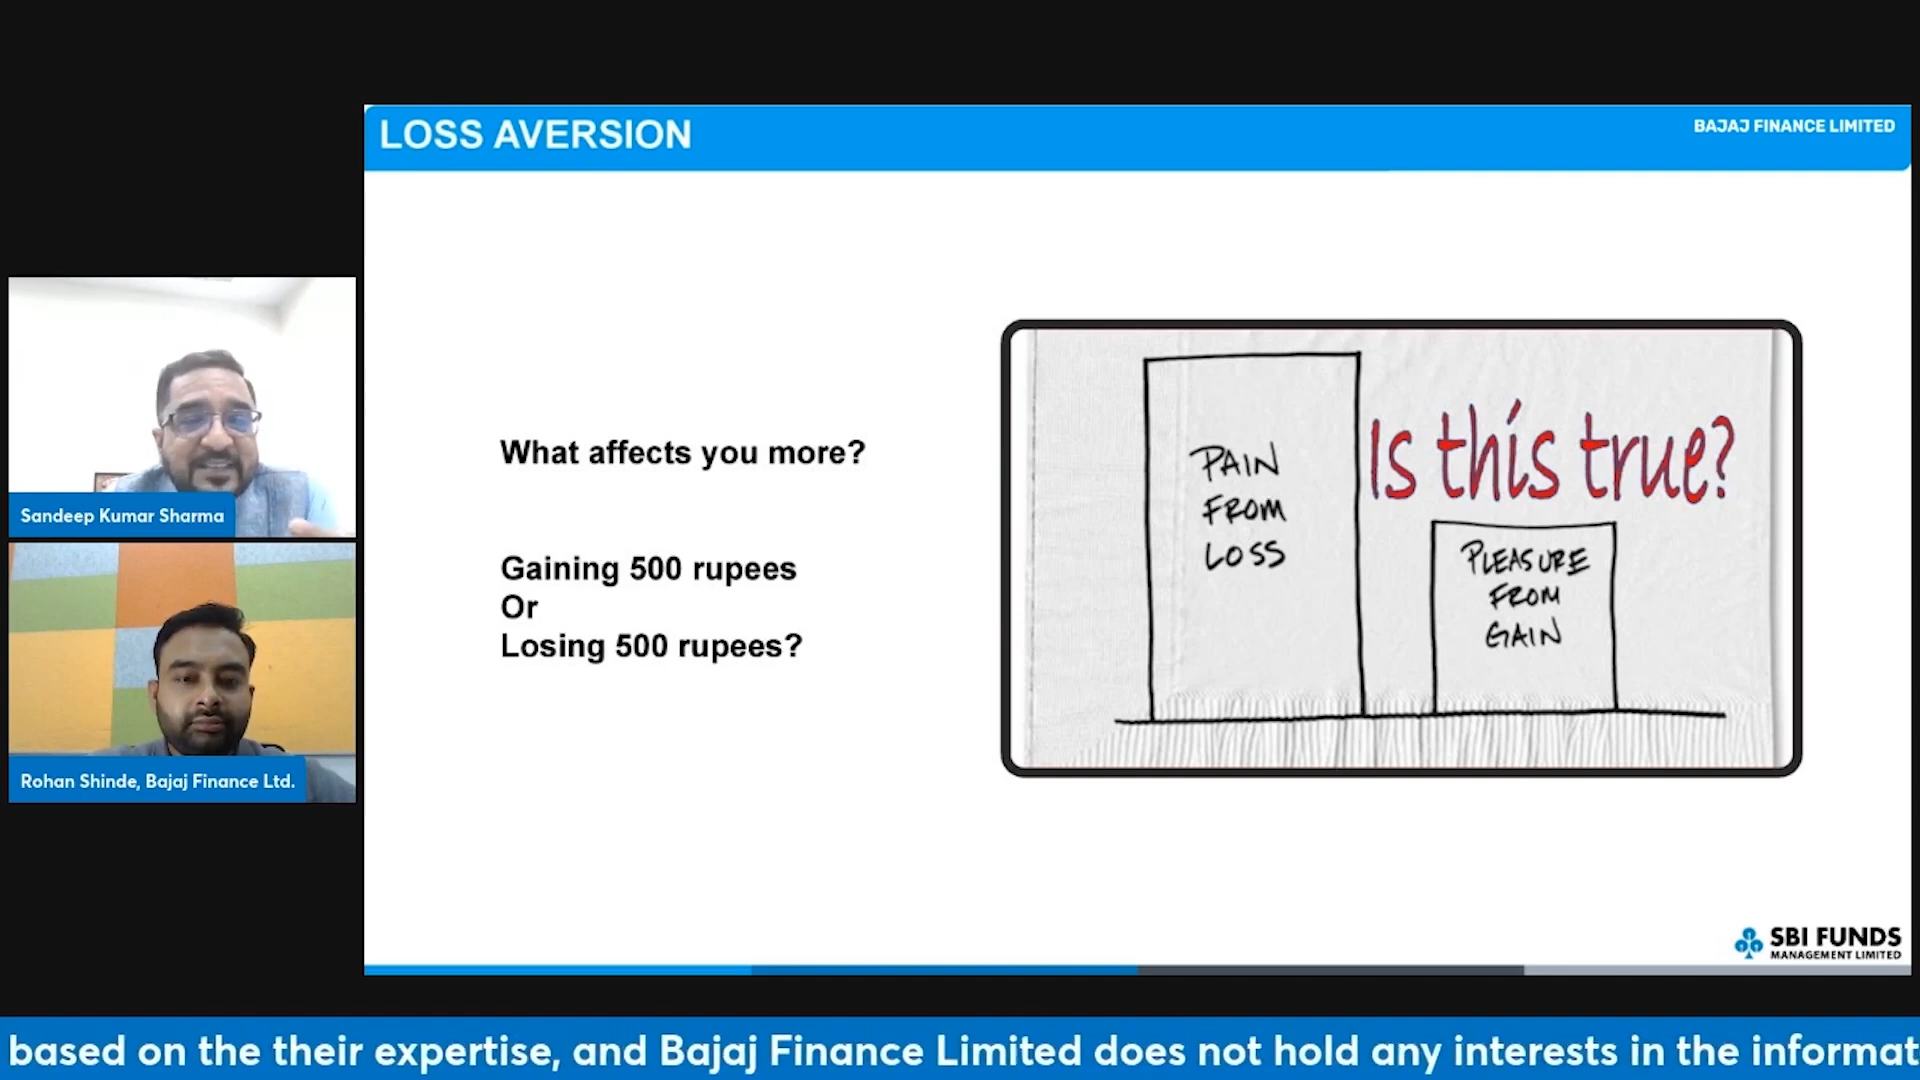 LOSS AVERSION
BAJAJ FINANCE LIMITED
What affects you more?
Gaining 500 rupees
Or
Losing 500 rupees?
PAIN
FROM
LOSS
Is this true?
PLEASURE
FROM
GAIN
Sandeep Kumar Sharma
Rohan Shinde, Bajaj Finance Ltd.
SBI FUNDS
MANAGEMENT LIMITED
based on the their expertise, and Bajaj Finance Limited does not hold any interests in the informat